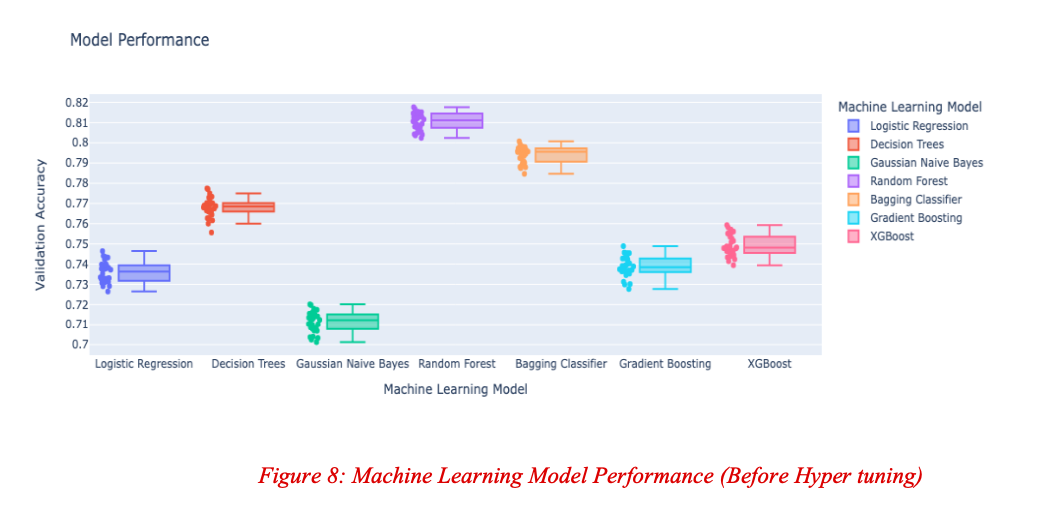 Model Performance
0.82
0.81
0.8
0.79
0.78
0.77
0.76
0.75
0.74
0.73
0.72
0.71
0.7
Validation Accuracy
Logistic Regression Decision Trees Gaussian Naive Bayes Random Forest Bagging Classifier Gradient Boosting XGBoost
Machine Learning Model
Machine Learning Model
Logistic Regression
Decision Trees
Gaussian Naive Bayes
Random Forest
Bagging Classifier
Gradient Boosting
XGBoost
Figure 8: Machine Learning Model Performance (Before Hyper tuning)